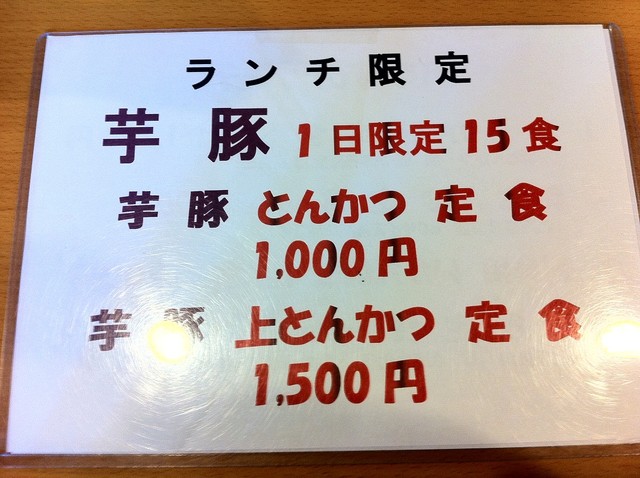 ランチ限定
芋豚 1日限定15食
芋豚 とんかつ 定食
1,000円
芋豚 上とんかつ 定食
1,500円